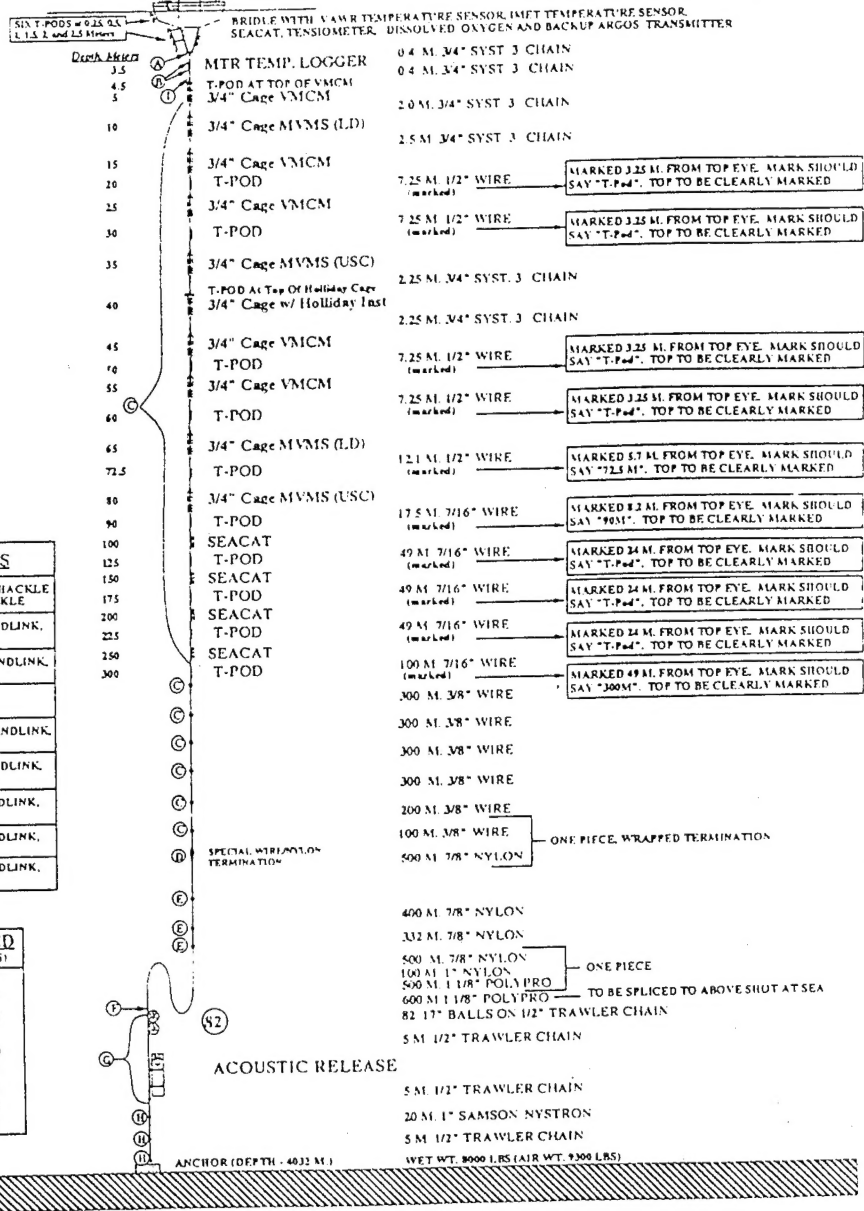 SIX T-PODS @ 0.25, 0.5,
1, 1.5, 2, and 2.5 Meters
BRIDLE WITH VAWR TEMPERATURE SENSOR, IMET TEMPERATURE SENSOR
SEACAT, TENSIOMETER, DISSOLVED OXYGEN AND BACKUP ARGOS TRANSMITTER
Depth Meters
A
0.4 M. 3/4" SYST 3 CHAIN
3.5 B MTR TEMP. LOGGER 0.4 M. 3/4" SYST 3 CHAIN
4.5 I T-POD AT TOP OF VMCM
5 3/4" Cage VMCM 2.0 M. 3/4" SYST 3 CHAIN
10 3/4" Cage MVMS (LD)
2.5 M 3/4" SYST 3 CHAIN
15 3/4" Cage VMCM
20 T-POD 7.25 M. 1/2" WIRE
(marked)
MARKED 3.25 M. FROM TOP EYE. MARK SHOULD
SAY "T-Pod". TOP TO BE CLEARLY MARKED
25 3/4" Cage VMCM
30 T-POD 7.25 M. 1/2" WIRE
(marked)
MARKED 3.25 M. FROM TOP EYE. MARK SHOULD
SAY "T-Pod". TOP TO BE CLEARLY MARKED
35 3/4" Cage MVMS (USC)
2.25 M. 3/4" SYST. 3 CHAIN
T-POD At Top Of Holliday Cage
40 3/4" Cage w/ Holliday Inst
2.25 M. 3/4" SYST. 3 CHAIN
45 3/4" Cage VMCM
T-POD 7.25 M. 1/2" WIRE
(marked)
MARKED 3.25 M. FROM TOP EYE. MARK SHOULD
SAY "T-Pod". TOP TO BE CLEARLY MARKED
55 3/4" Cage VMCM
C
60 T-POD 7.25 M. 1/2" WIRE
(marked)
MARKED 3.25 M. FROM TOP EYE. MARK SHOULD
SAY "T-Pod". TOP TO BE CLEARLY MARKED
65 3/4" Cage MVMS (LD)
72.5 T-POD 12.1 M. 1/2" WIRE
(marked)
MARKED 5.7 M. FROM TOP EYE. MARK SHOULD
SAY "72.5 M". TOP TO BE CLEARLY MARKED
80 3/4" Cage MVMS (USC)
90 T-POD 17.5 M. 7/16" WIRE
(marked)
MARKED 8.2 M. FROM TOP EYE. MARK SHOULD
SAY "90M". TOP TO BE CLEARLY MARKED
100 SEACAT
125 T-POD 49 M. 7/16" WIRE
(marked)
MARKED 24 M. FROM TOP EYE. MARK SHOULD
SAY "T-Pod". TOP TO BE CLEARLY MARKED
150 SEACAT
175 T-POD 49 M. 7/16" WIRE
(marked)
MARKED 24 M. FROM TOP EYE. MARK SHOULD
SAY "T-Pod". TOP TO BE CLEARLY MARKED
200 SEACAT
225 T-POD 49 M. 7/16" WIRE
(marked)
MARKED 24 M. FROM TOP EYE. MARK SHOULD
SAY "T-Pod". TOP TO BE CLEARLY MARKED
250 SEACAT
300 T-POD 100 M 7/16" WIRE
(marked)
MARKED 49 M. FROM TOP EYE. MARK SHOULD
SAY "300M". TOP TO BE CLEARLY MARKED
C 300 M. 3/8" WIRE
C 300 M. 3/8" WIRE
C 300 M. 3/8" WIRE
C 300 M. 3/8" WIRE
C 200 M. 3/8" WIRE
C 100 M. 3/8" WIRE
ONE PIECE, WRAPPED TERMINATION
D SPECIAL WIRE/NYLON
TERMINATION
500 M 7/8" NYLON
E 400 M. 7/8" NYLON
E 332 M. 7/8" NYLON
E 500 M. 7/8" NYLON
100 M 1" NYLON
ONE PIECE
500 M 1 1/8" POLYPRO
600 M 1 1/8" POLYPRO TO BE SPLICED TO ABOVE SHOT AT SEA
F 82 82 17" BALLS ON 1/2" TRAWLER CHAIN
5 M 1/2" TRAWLER CHAIN
G ACOUSTIC RELEASE
5 M. 1/2" TRAWLER CHAIN
H 20 M. 1" SAMSON NYSTRON
H 5 M 1/2" TRAWLER CHAIN
H ANCHOR (DEPTH - 4032 M.) WET WT. 8000 LBS (AIR WT. 9300 LBS)
S
HACKLE
KLE
DLINK,
NDLINK,
NDLINK,
DLINK,
DLINK,
DLINK,
DLINK,
D